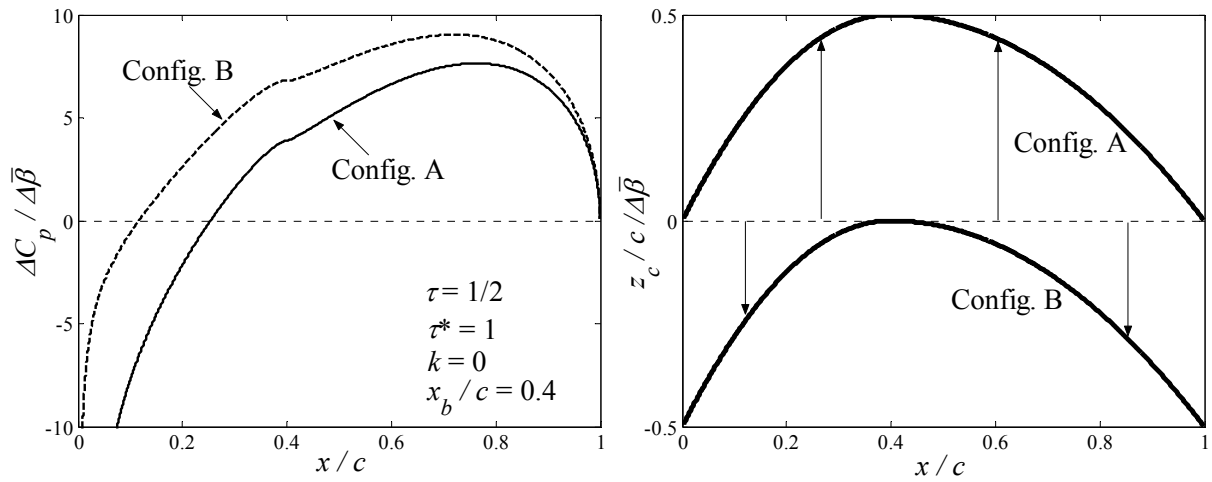 10
5
0
-5
-10
0
0.2
0.4
0.6
0.8
1
x / c
ΔC_p / Δβ̄
Config. B
Config. A
τ = 1/2
τ* = 1
k = 0
x_b / c = 0.4
0.5
0
-0.5
0
0.2
0.4
0.6
0.8
1
x / c
z_c / c / Δβ̄
Config. A
Config. B